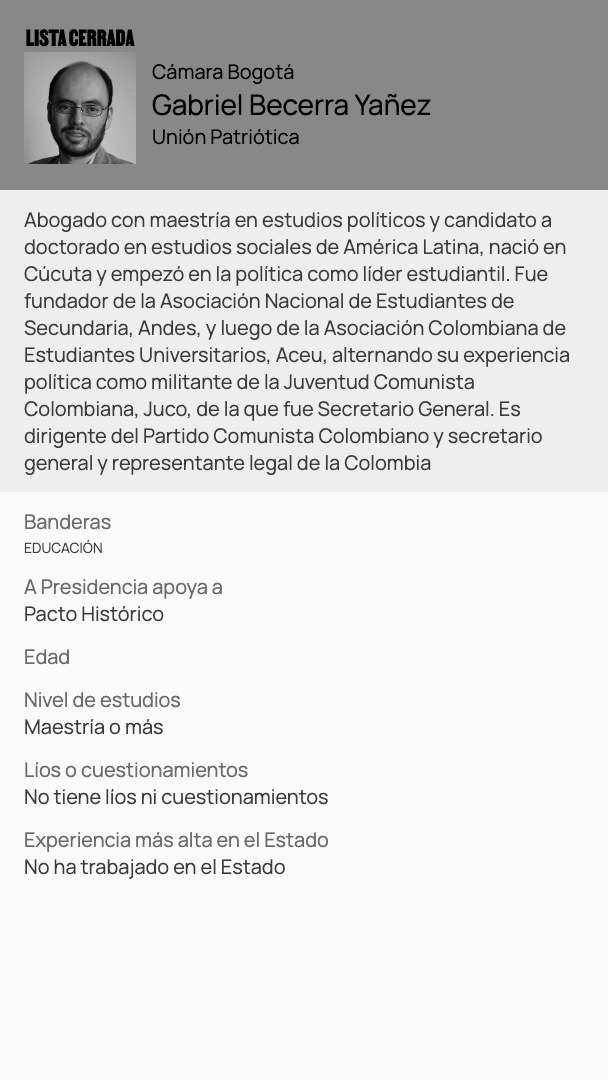 LISTA CERRADA
Cámara Bogotá
Gabriel Becerra Yañez
Unión Patriótica
Abogado con maestría en estudios políticos y candidato a
doctorado en estudios sociales de América Latina, nació en
Cúcuta y empezó en la política como líder estudiantil. Fue
fundador de la Asociación Nacional de Estudiantes de
Secundaria, Andes, y luego de la Asociación Colombiana de
Estudiantes Universitarios, Aceu, alternando su experiencia
política como militante de la Juventud Comunista
Colombiana, Juco, de la que fue Secretario General. Es
dirigente del Partido Comunista Colombiano y secretario
general y representante legal de la Colombia
Banderas
EDUCACIÓN
A Presidencia apoya a
Pacto Histórico
Edad
Nivel de estudios
Maestría o más
Líos o cuestionamientos
No tiene líos ni cuestionamientos
Experiencia más alta en el Estado
No ha trabajado en el Estado